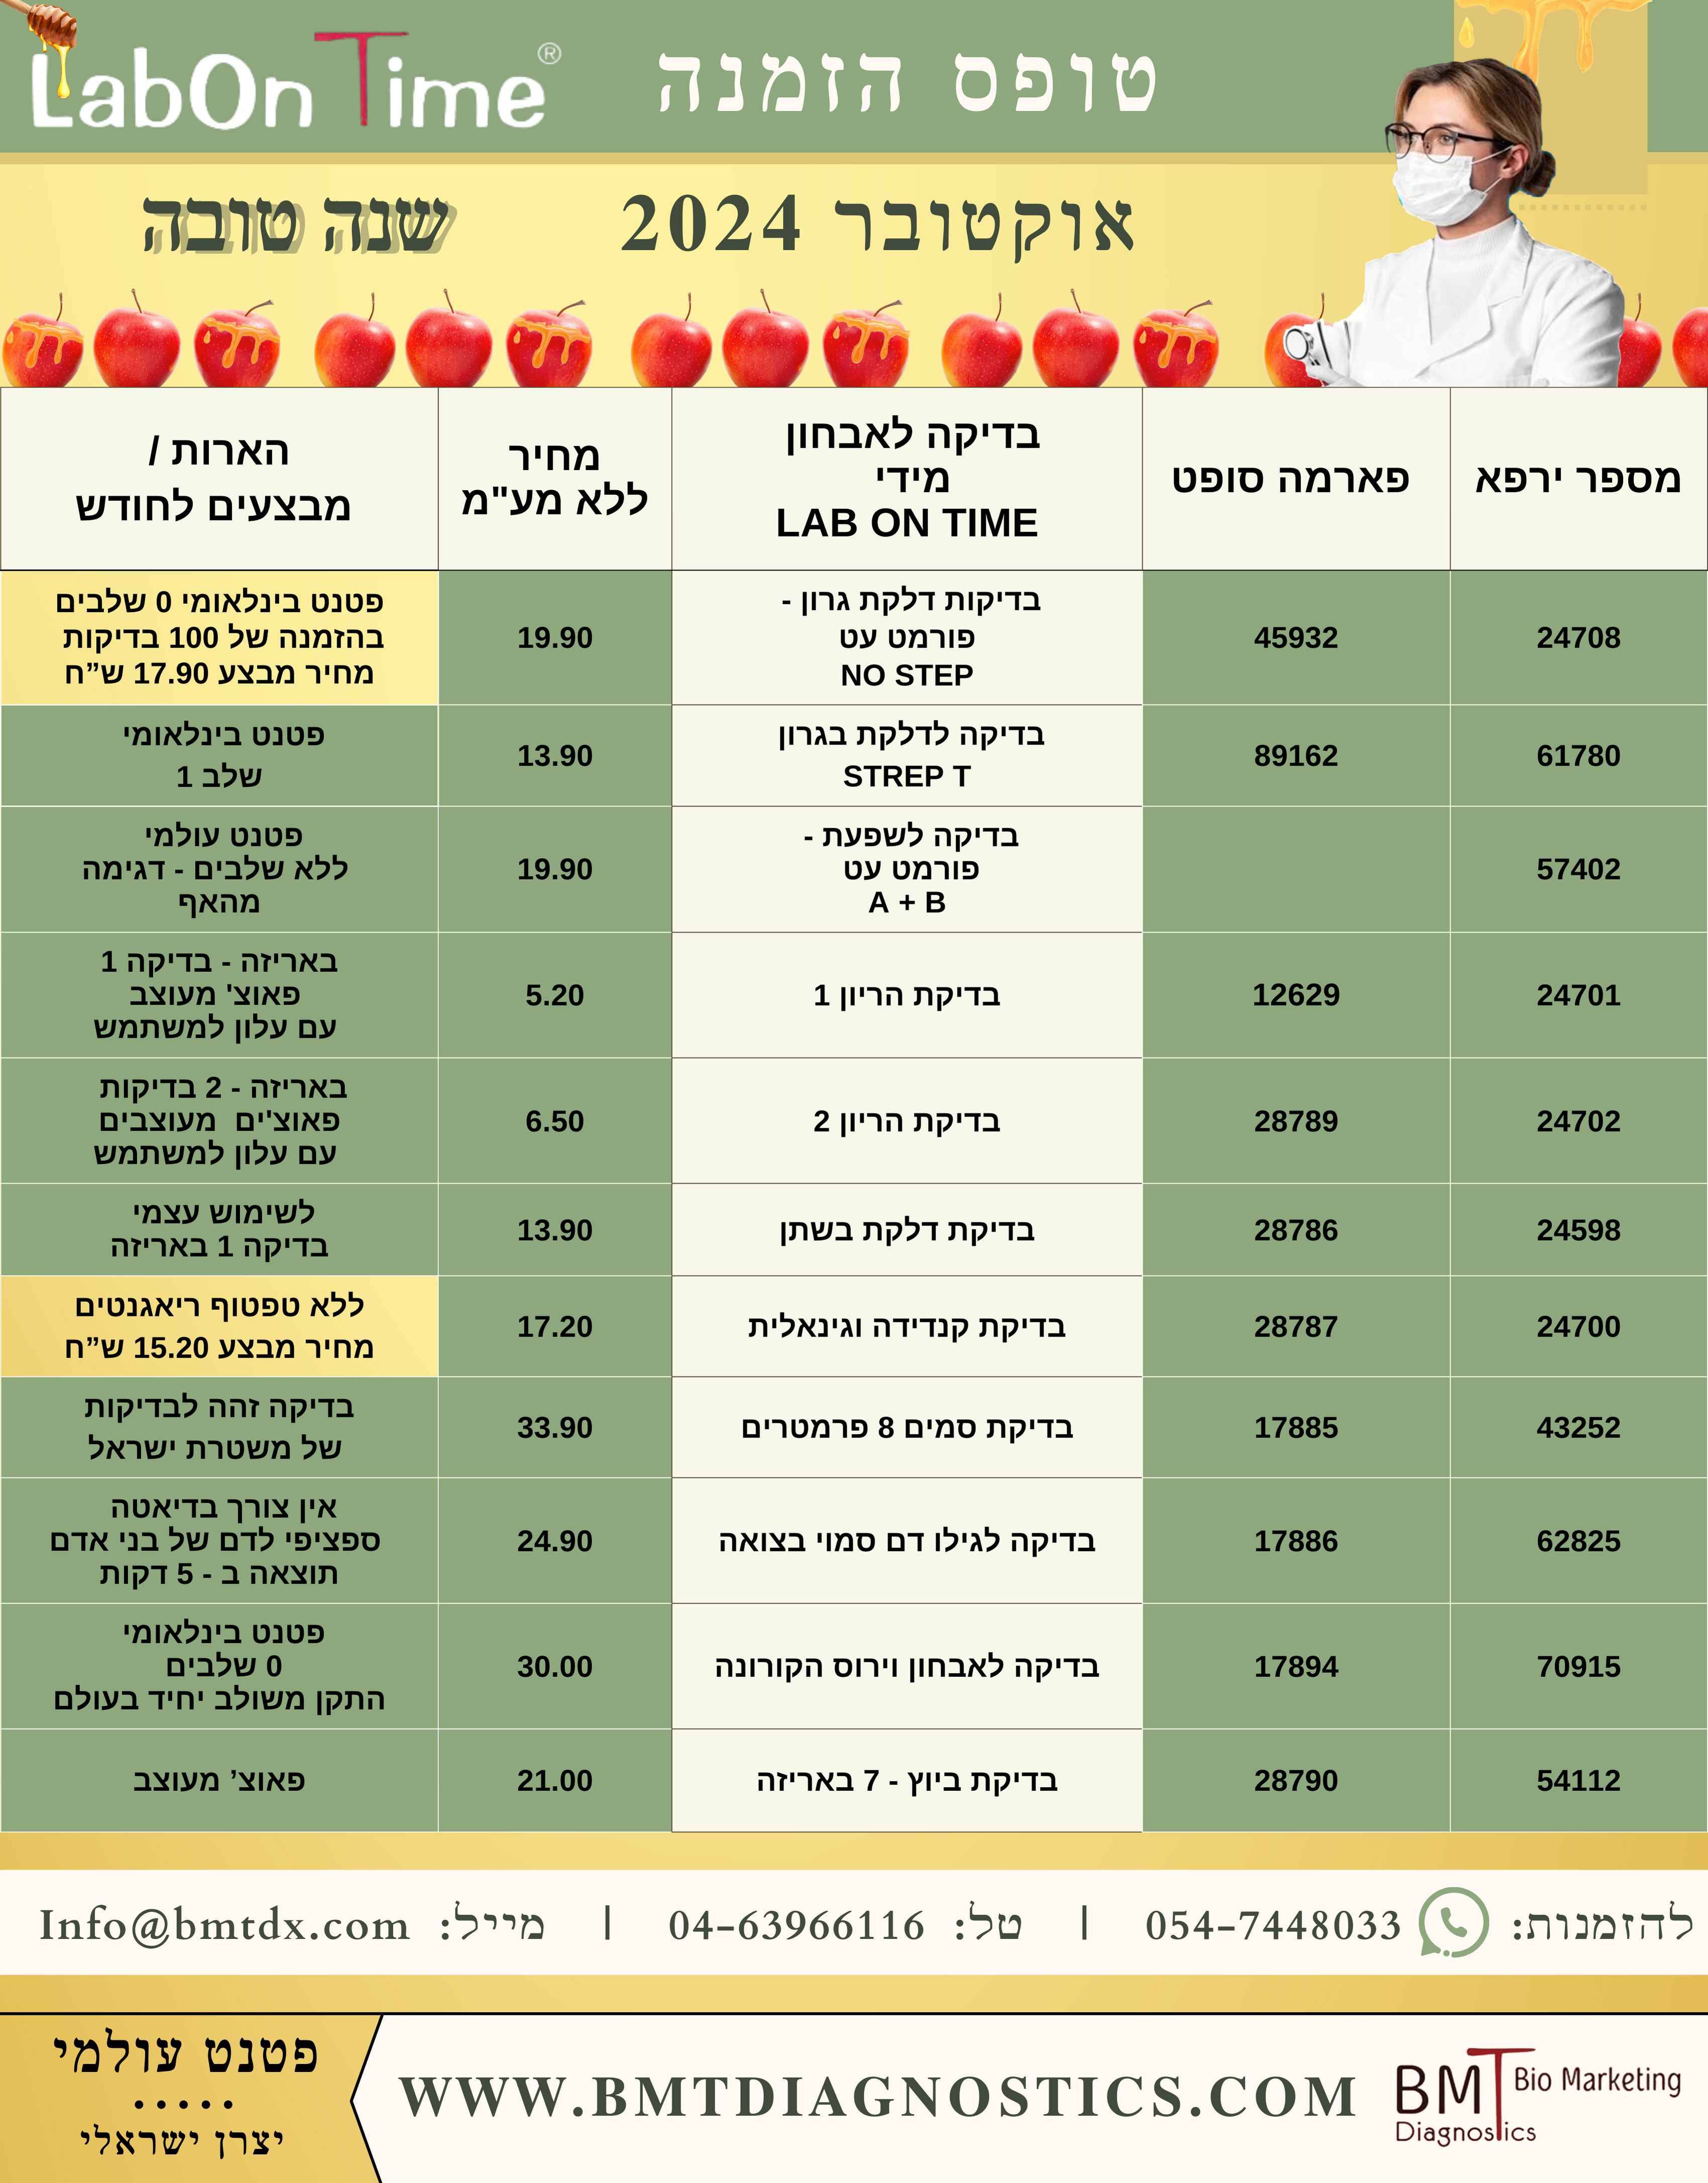 LabOn Time®
טופס הזמנה
אוקטובר 2024
שנה טובה
מספר ירפא
פארמה סופט
בדיקה לאבחון
מידי
LAB ON TIME
מחיר
ללא מע"מ
הארות /
מבצעים לחודש
24708
45932
בדיקות דלקת גרון -
פורמט עט
NO STEP
19.90
פטנט בינלאומי 0 שלבים
בהזמנה של 100 בדיקות
מחיר מבצע 17.90 ש”ח
61780
89162
בדיקה לדלקת בגרון
STREP T
13.90
פטנט בינלאומי
שלב 1
57402
בדיקה לשפעת -
פורמט עט
A + B
19.90
פטנט עולמי
ללא שלבים - דגימה
מהאף
24701
12629
בדיקת הריון 1
5.20
באריזה - בדיקה 1
פאוצ' מעוצב
עם עלון למשתמש
24702
28789
בדיקת הריון 2
6.50
באריזה - 2 בדיקות
פאוצ'ים מעוצבים
עם עלון למשתמש
24598
28786
בדיקת דלקת בשתן
13.90
לשימוש עצמי
בדיקה 1 באריזה
24700
28787
בדיקת קנדידה וגינאלית
17.20
ללא טפטוף ריאגנטים
מחיר מבצע 15.20 ש”ח
43252
17885
בדיקת סמים 8 פרמטרים
33.90
בדיקה זהה לבדיקות
של משטרת ישראל
62825
17886
בדיקה לגילו דם סמוי בצואה
24.90
אין צורך בדיאטה
ספציפי לדם של בני אדם
תוצאה ב - 5 דקות
70915
17894
בדיקה לאבחון וירוס הקורונה
30.00
פטנט בינלאומי
0 שלבים
התקן משולב יחיד בעולם
54112
28790
בדיקת ביוץ - 7 באריזה
21.00
פאוצ’ מעוצב
להזמנות: 054-7448033 | טל: 04-63966116 | מייל: Info@bmtdx.com
BMT Bio Marketing
Diagnostics
WWW.BMTDIAGNOSTICS.COM
פטנט עולמי
.....
יצרן ישראלי